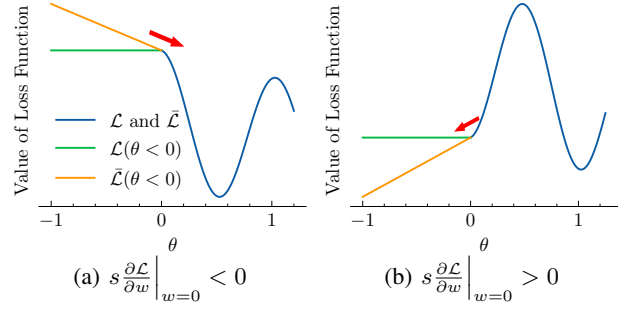 Value of Loss Function
ℒ and ℒ̄
ℒ(θ < 0)
ℒ̄(θ < 0)
−1 0 1
θ
(a) s ∂ℒ/∂w |w=0 < 0
Value of Loss Function
−1 0 1
θ
(b) s ∂ℒ/∂w |w=0 > 0